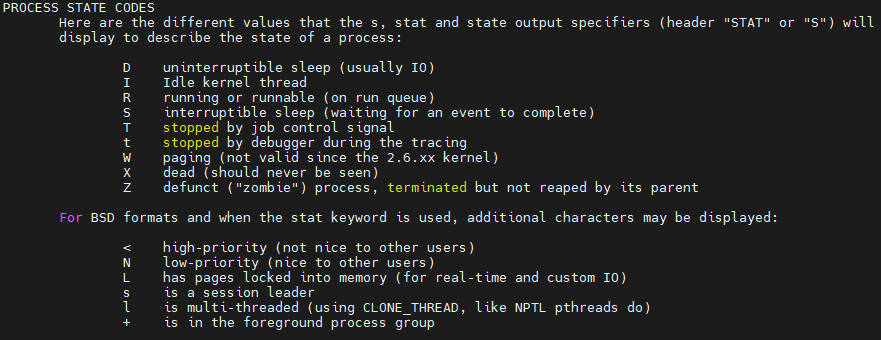 PROCESS STATE CODES
Here are the different values that the s, stat and state output specifiers (header "STAT" or "S") will
display to describe the state of a process:
D uninterruptible sleep (usually IO)
I Idle kernel thread
R running or runnable (on run queue)
S interruptible sleep (waiting for an event to complete)
T stopped by job control signal
t stopped by debugger during the tracing
W paging (not valid since the 2.6.xx kernel)
X dead (should never be seen)
Z defunct ("zombie") process, terminated but not reaped by its parent
For BSD formats and when the stat keyword is used, additional characters may be displayed:
< high-priority (not nice to other users)
N low-priority (nice to other users)
L has pages locked into memory (for real-time and custom IO)
s is a session leader
l is multi-threaded (using CLONE_THREAD, like NPTL pthreads do)
+ is in the foreground process group